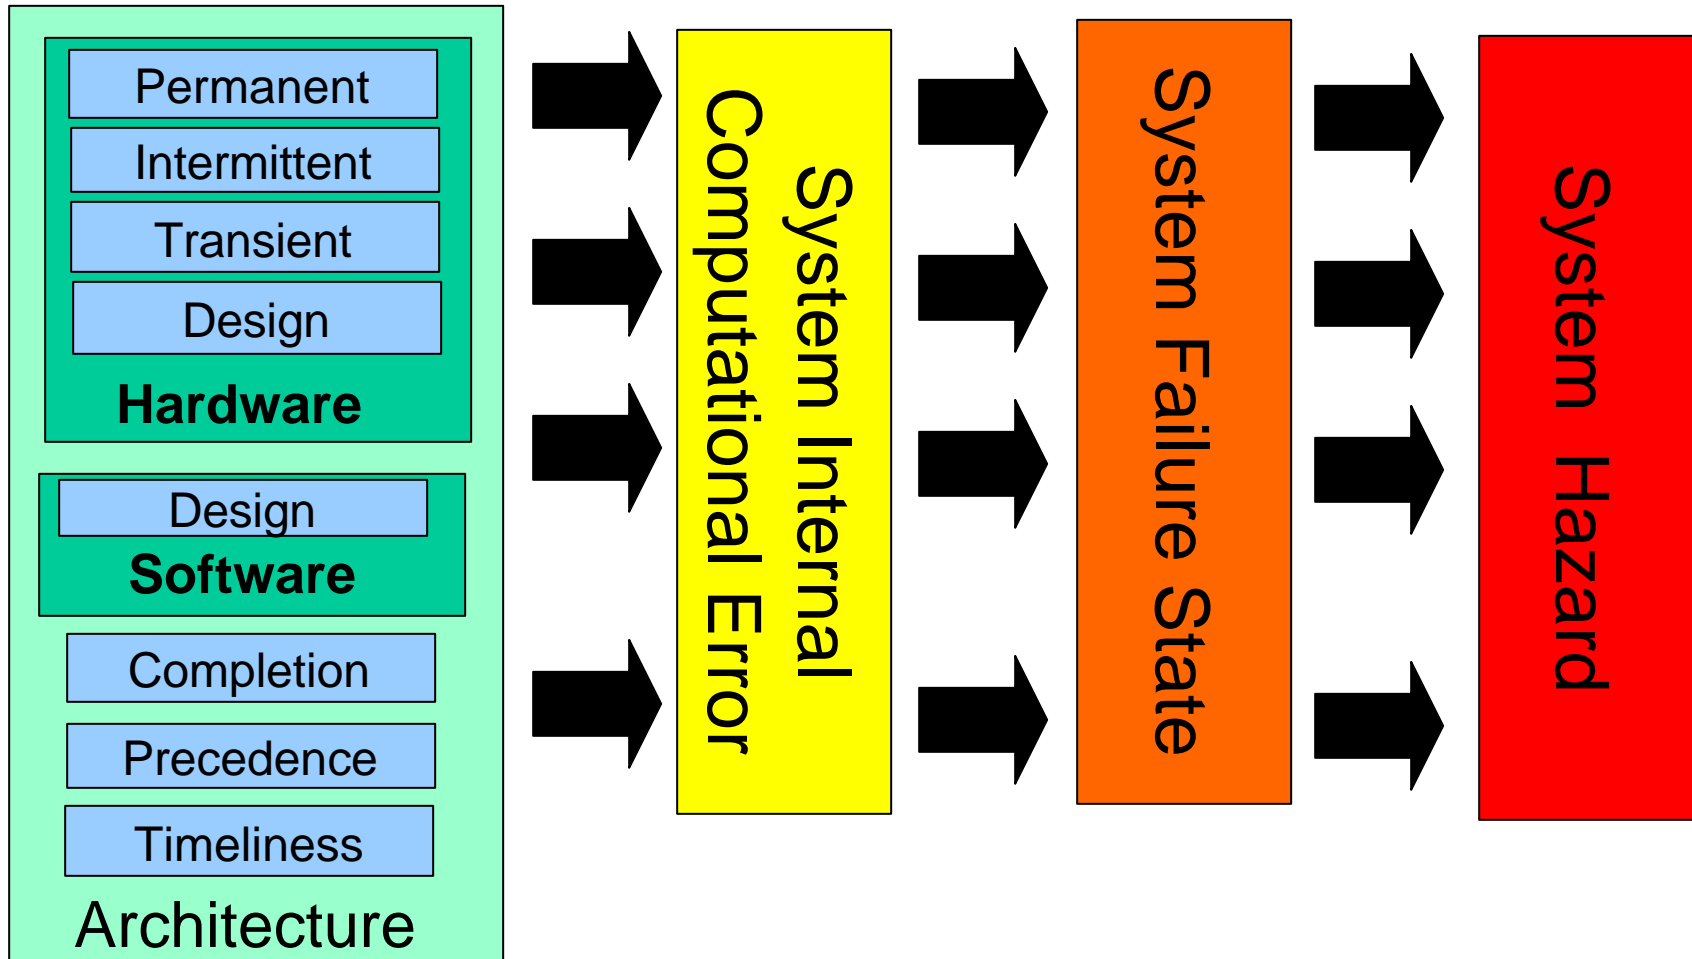 Permanent
Intermittent
Transient
Design
Hardware
Design
Software
Completion
Precedence
Timeliness
Architecture
System Internal
Computational Error
System Failure State
System Hazard